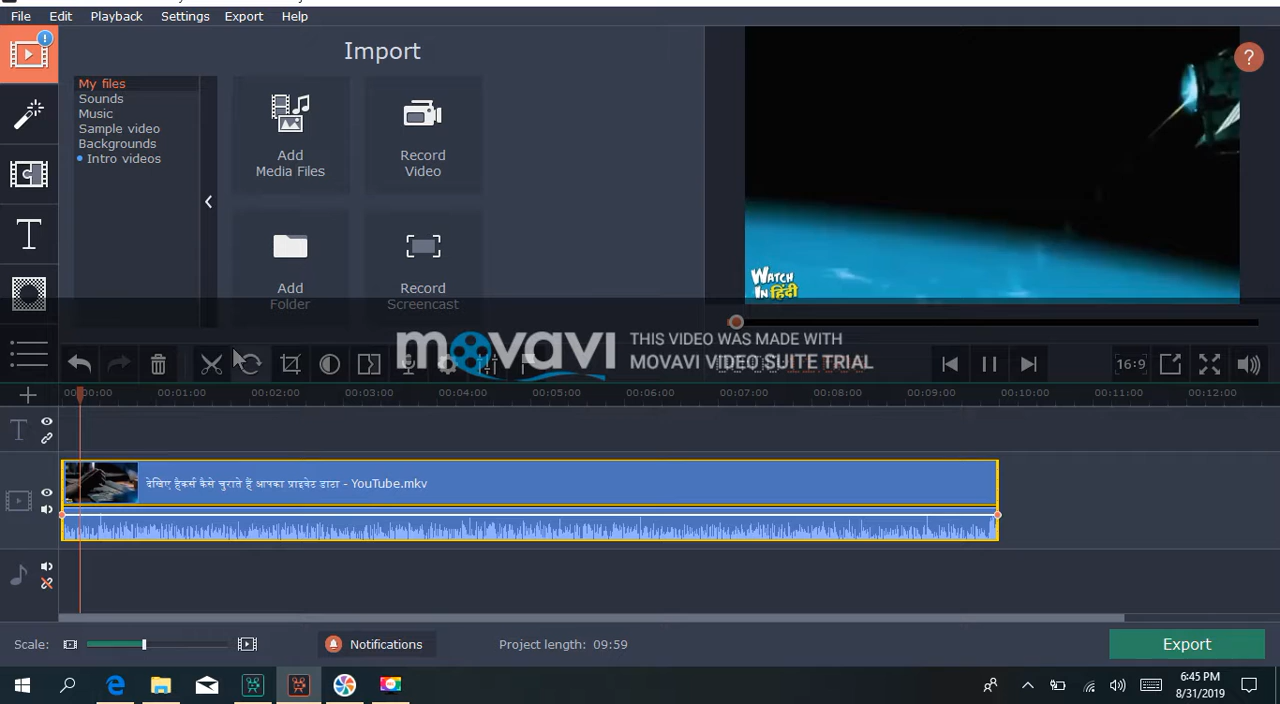 File Edit Playback Settings Export Help
Import
My files
Sounds
Music
Sample video
Backgrounds
Intro videos
Add
Media Files
Record
Video
Add
Folder
Record
Screencast
?
WATCH
IN हिंदी
movavi
THIS VIDEO WAS MADE WITH
MOVAVI VIDEO SUITE TRIAL
16:9
00:00:00 00:01:00 00:02:00 00:03:00 00:04:00 00:05:00 00:06:00 00:07:00 00:08:00 00:09:00 00:10:00 00:11:00 00:12:00
देखिए हैकर्स कैसे चुराते हैं आपका प्राइवेट डाटा - YouTube.mkv
Scale:
Notifications
Project length: 09:59
Export
6:45 PM
8/31/2019